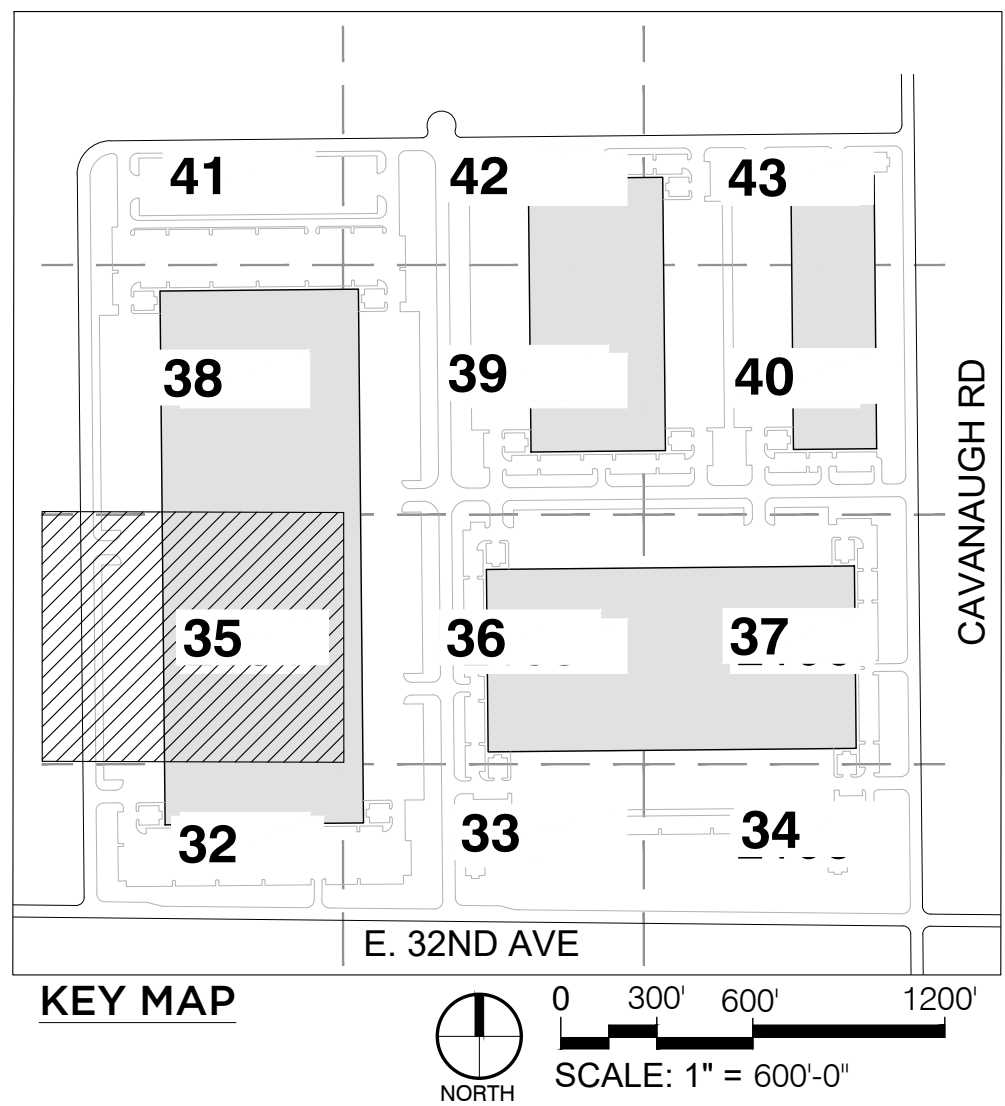 41 42 43
38 39 40
CAVANAUGH RD
35 36 37
32 33 34
E. 32ND AVE
KEY MAP
0 300' 600' 1200'
SCALE: 1" = 600'-0"
NORTH